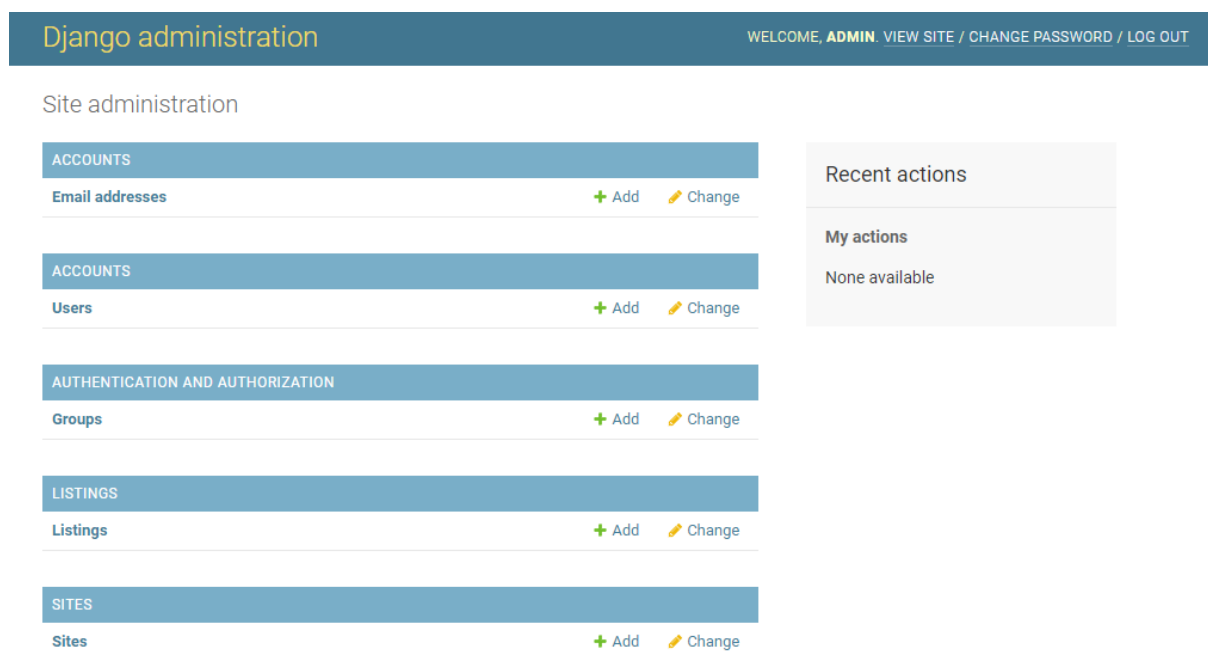 Django administration
WELCOME, ADMIN. VIEW SITE / CHANGE PASSWORD / LOG OUT
Site administration
ACCOUNTS
Email addresses Add Change
ACCOUNTS
Users Add Change
AUTHENTICATION AND AUTHORIZATION
Groups Add Change
LISTINGS
Listings Add Change
SITES
Sites Add Change
Recent actions
My actions
None available